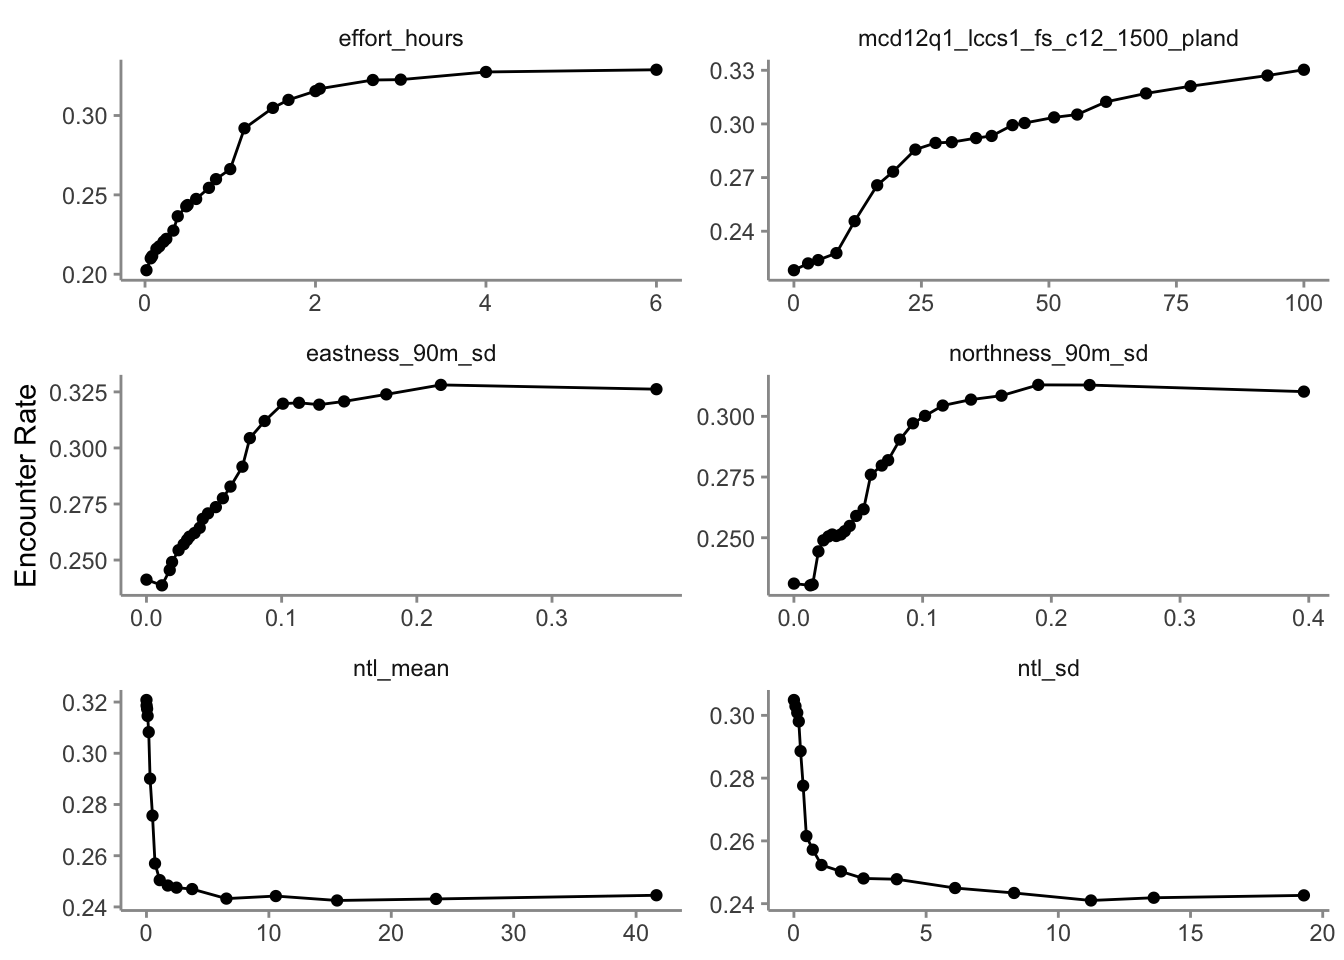 effort_hours
mcd12q1_lccs1_fs_c12_1500_pland
0.30
0.25
0.20
0 2 4 6
0.33
0.30
0.27
0.24
0 25 50 75 100
eastness_90m_sd
northness_90m_sd
Encounter Rate
0.325
0.300
0.275
0.250
0.0 0.1 0.2 0.3
0.300
0.275
0.250
0.0 0.1 0.2 0.3 0.4
ntl_mean
ntl_sd
0.32
0.30
0.28
0.26
0.24
0 10 20 30 40
0.30
0.28
0.26
0.24
0 5 10 15 20